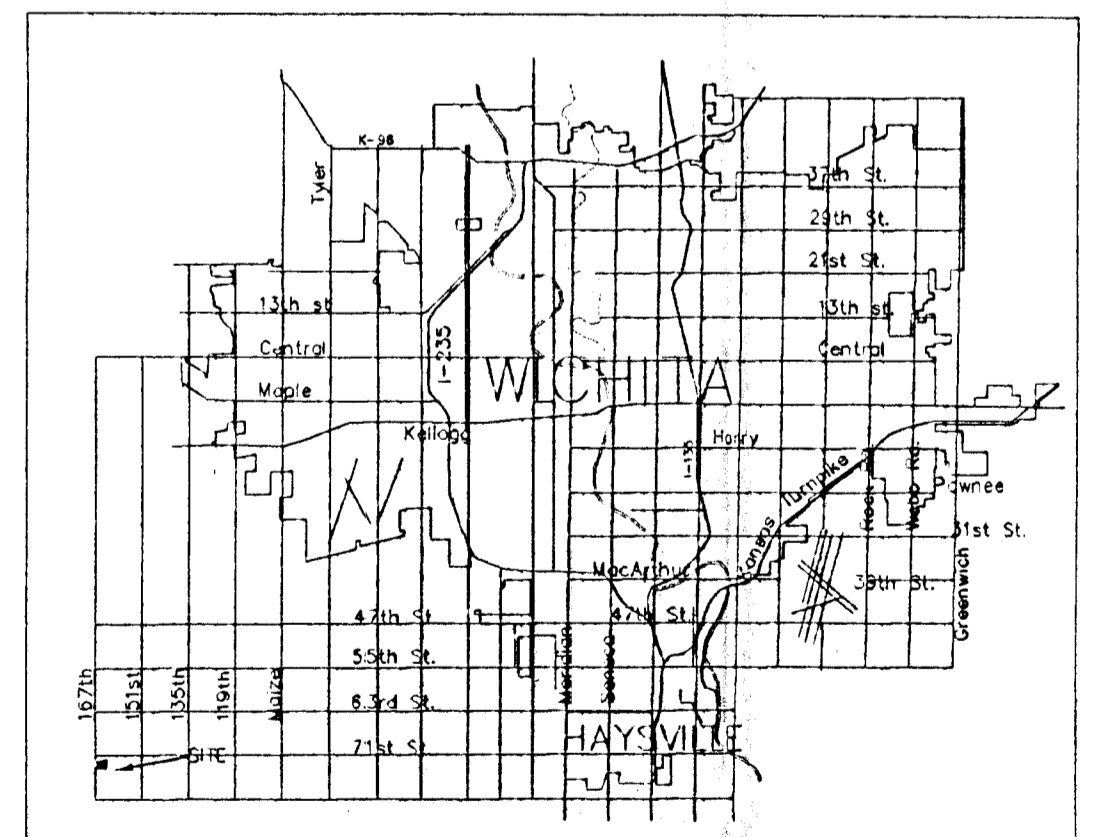 K-96
Tyler
37th St.
29th St.
21st St.
13th st
13th st.
Central
Central
I-235
WICHITA
Maple
Kellogg
Harry
I-135
Kansas Turnpike
Rock
Webb Rd.
Pawnee
31st St.
MacArthur
38th St.
Greenwich
47th St
47th St.
Meridian
Seneca
55th St.
167th
151st
135th
119th
Maize
63rd St.
HAYSVILLE
71st St
SITE